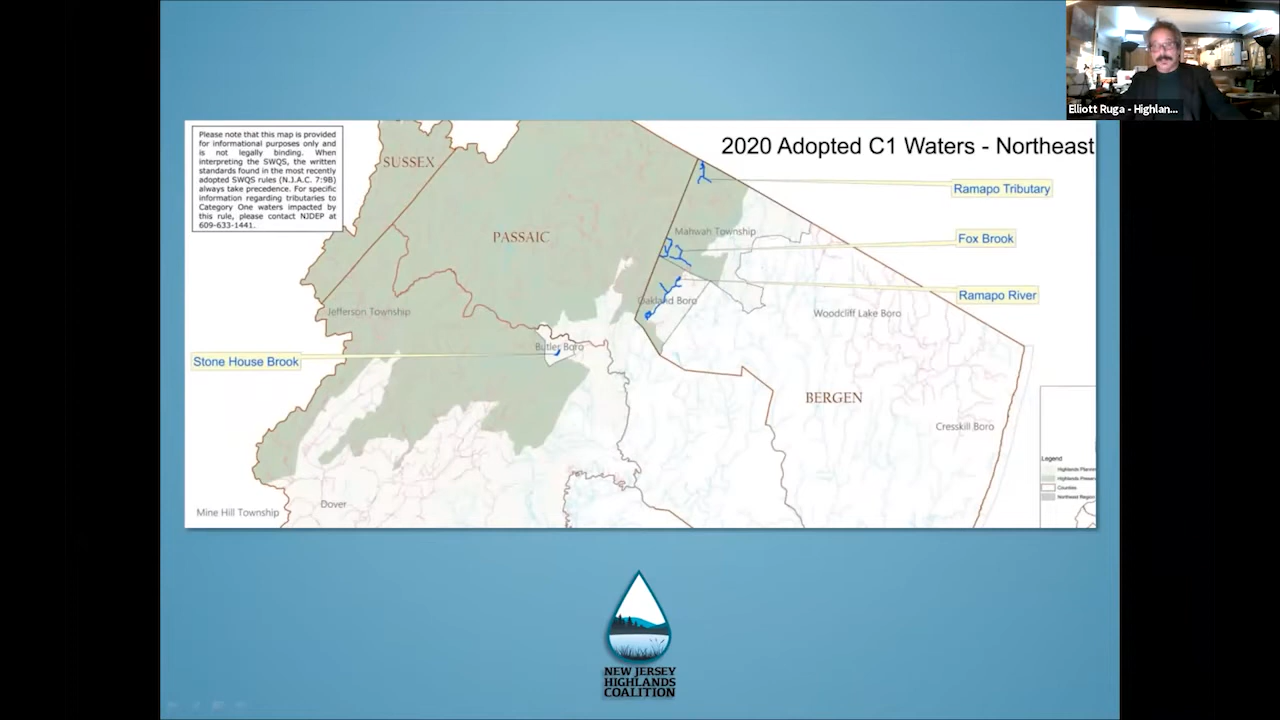 Elliott Ruga - Highlan...
2020 Adopted C1 Waters - Northeast
Please note that this map is provided
for informational purposes only and
is not legally binding. When
interpreting the SWQS, the written
standards found in the most recently
adopted SWQS rules (N.J.A.C. 7:9B)
always take precedence. For specific
information regarding tributaries to
Category One waters impacted by
this rule, please contact NJDEP at
609-633-1441.
SUSSEX
Ramapo Tributary
PASSAIC
Mahwah Township
Fox Brook
Ramapo River
Oakland Boro
Jefferson Township
Woodcliff Lake Boro
Butler Boro
Stone House Brook
BERGEN
Cresskill Boro
Legend
Highlands
Highlands
Counties
Northeast Region
Dover
Mine Hill Township
NEW JERSEY
HIGHLANDS
COALITION